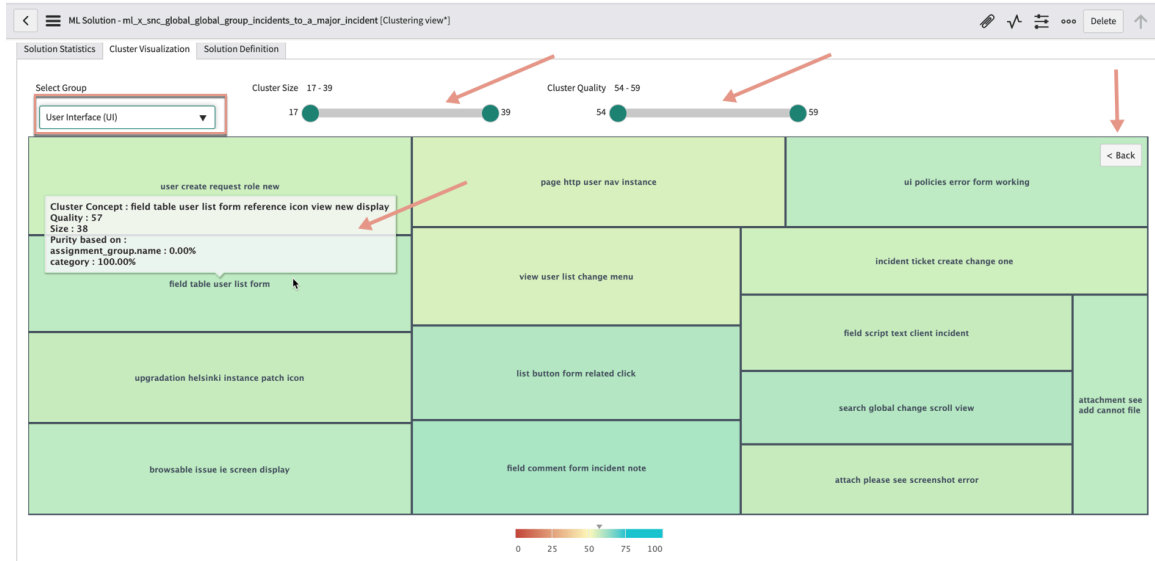 ML Solution - ml_x_snc_global_global_group_incidents_to_a_major_incident [Clustering view*]
Delete
Solution Statistics
Cluster Visualization
Solution Definition
Select Group
Cluster Size 17 - 39
Cluster Quality 54 - 59
User Interface (UI)
17
39
54
59
< Back
user create request role new
page http user nav instance
ui policies error form working
Cluster Concept : field table user list form reference icon view new display
Quality : 57
Size : 38
Purity based on :
assignment_group.name : 0.00%
category : 100.00%
field table user list form
view user list change menu
incident ticket create change one
field script text client incident
upgradation helsinki instance patch icon
list button form related click
search global change scroll view
attachment see
add cannot file
browsable issue ie screen display
field comment form incident note
attach please see screenshot error
0 25 50 75 100